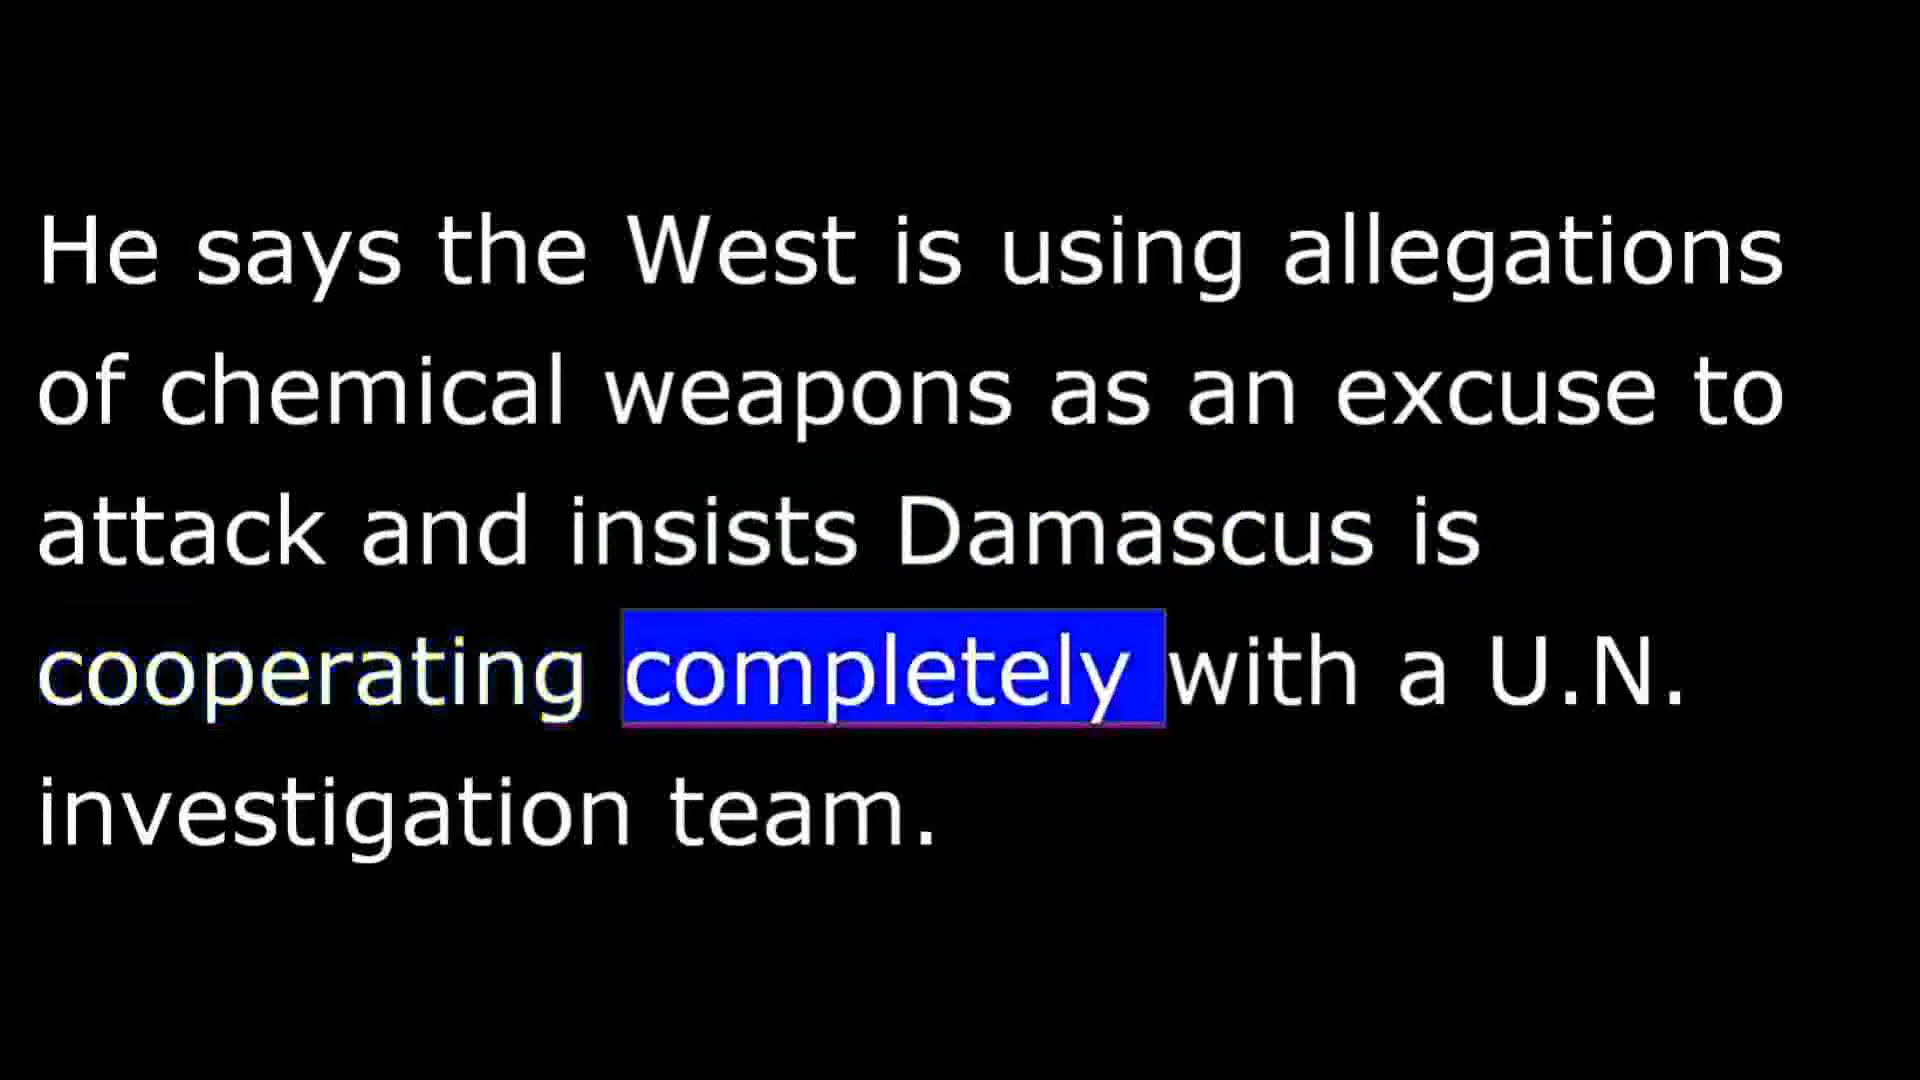 He says the West is using allegations
of chemical weapons as an excuse to
attack and insists Damascus is
cooperating completely with a U.N.
investigation team.